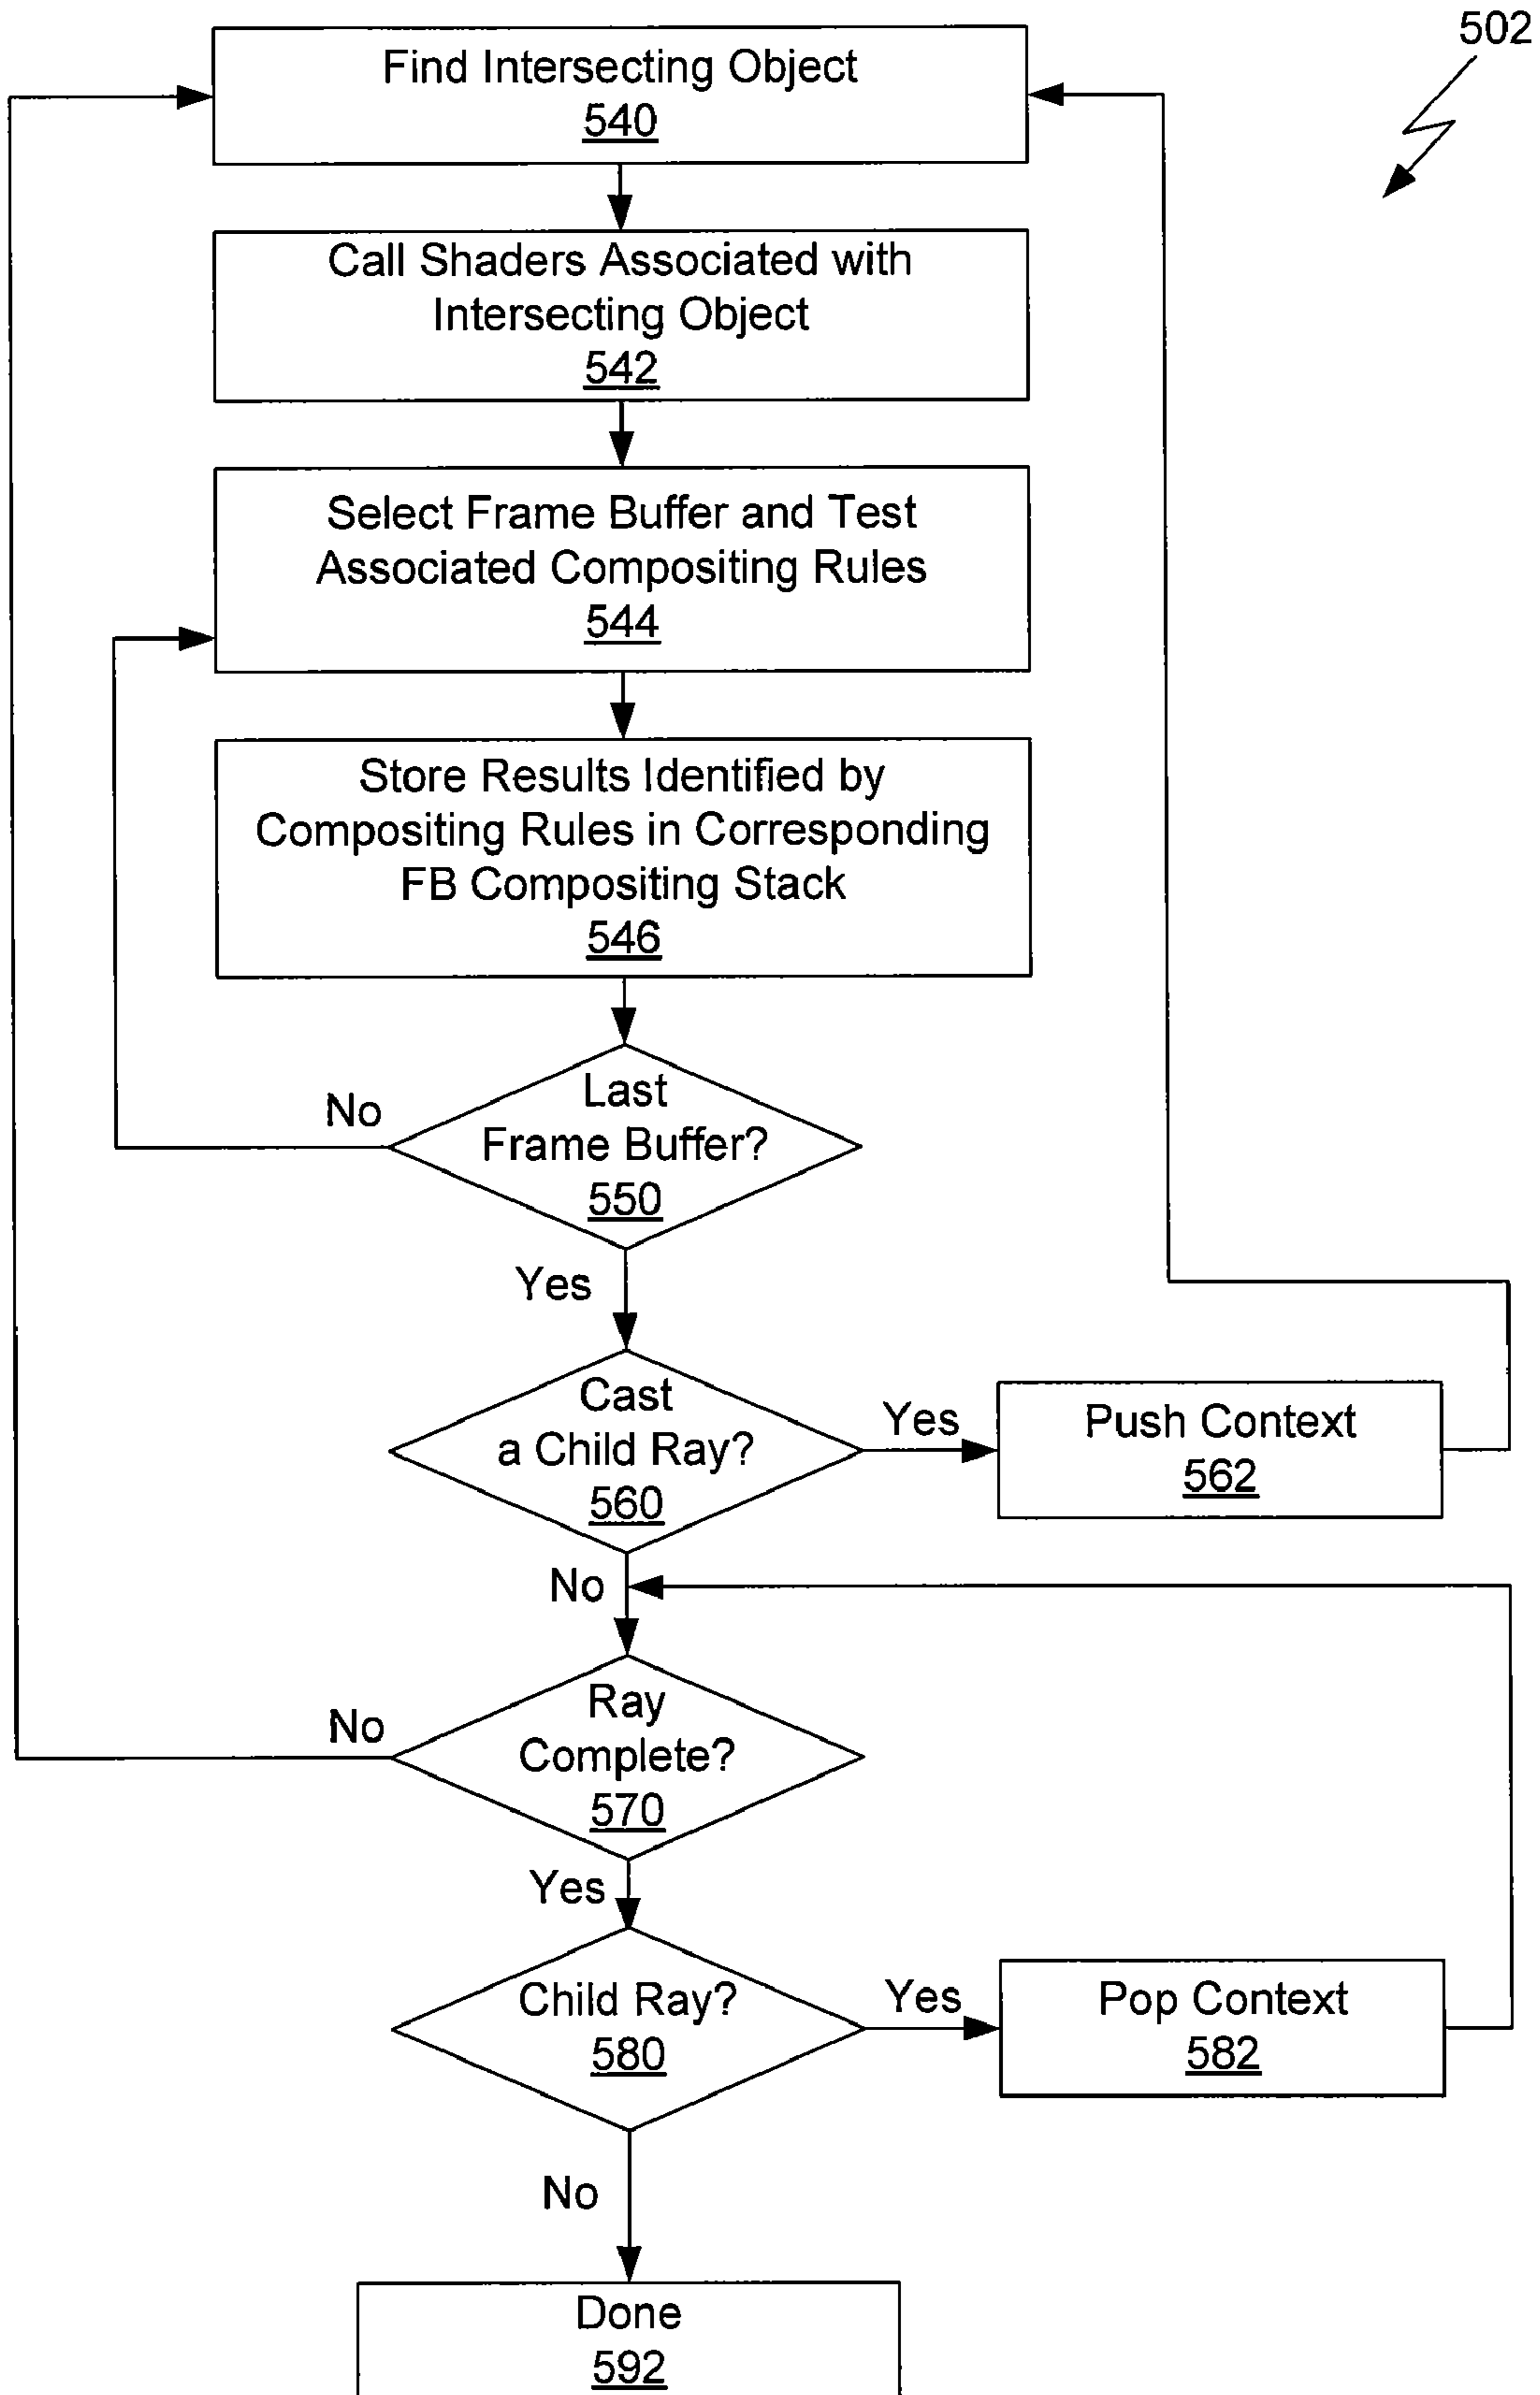 502
Find Intersecting Object
540
Call Shaders Associated with
Intersecting Object
542
Select Frame Buffer and Test
Associated Compositing Rules
544
Store Results Identified by
Compositing Rules in Corresponding
FB Compositing Stack
546
Last
Frame Buffer?
550
No
Yes
Cast
a Child Ray?
560
Yes
Push Context
562
No
Ray
Complete?
570
No
Yes
Child Ray?
580
Yes
Pop Context
582
No
Done
592